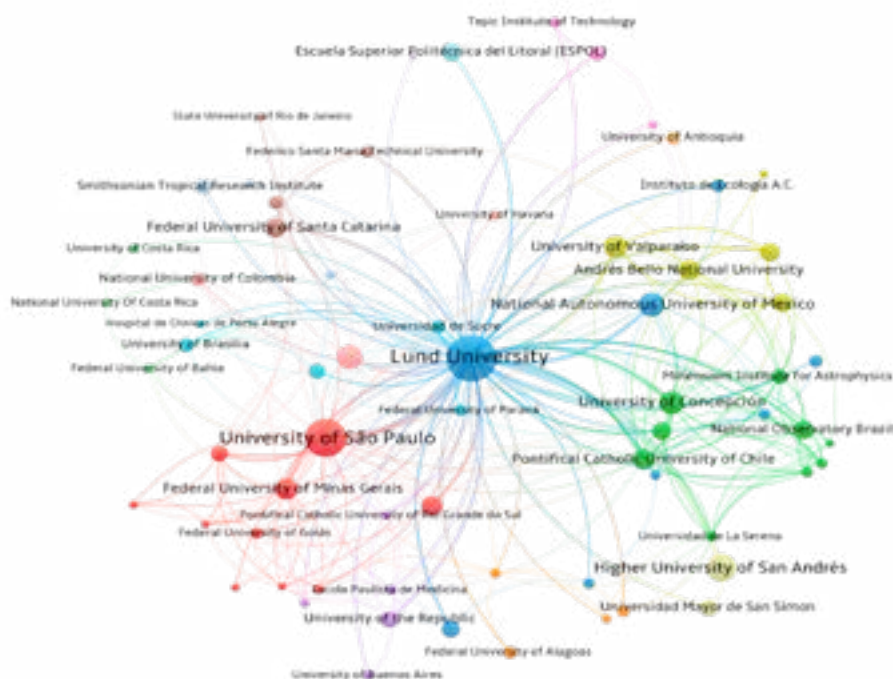 Tepic Institute of Technology
Escuela Superior Politécnica del Litoral (ESPOL)
State University of Rio de Janeiro
University of Antioquia
Federico Santa María Technical University
Smithsonian Tropical Research Institute
Instituto de Ecología A.C.
University of Havana
Federal University of Santa Catarina
University of Costa Rica
University of Valparaiso
Andrés Bello National University
National University of Colombia
National University Of Costa Rica
National Autonomous University of Mexico
Hospital de Clinicas de Porto Alegre
Universidad de Sucre
University of Brasilia
Lund University
Federal University of Bahia
Millennium Institute for Astrophysics
University of Concepción
Federal University of Paraná
National Observatory Brazil
University of São Paulo
Pontifical Catholic University of Chile
Federal University of Minas Gerais
Pontifical Catholic University of Rio Grande do Sul
Federal University of Goiás
Universidad de La Serena
Higher University of San Andrés
Escola Paulista de Medicina
Universidad Mayor de San Simon
University of the Republic
Federal University of Alagoas
University of Buenos Aires